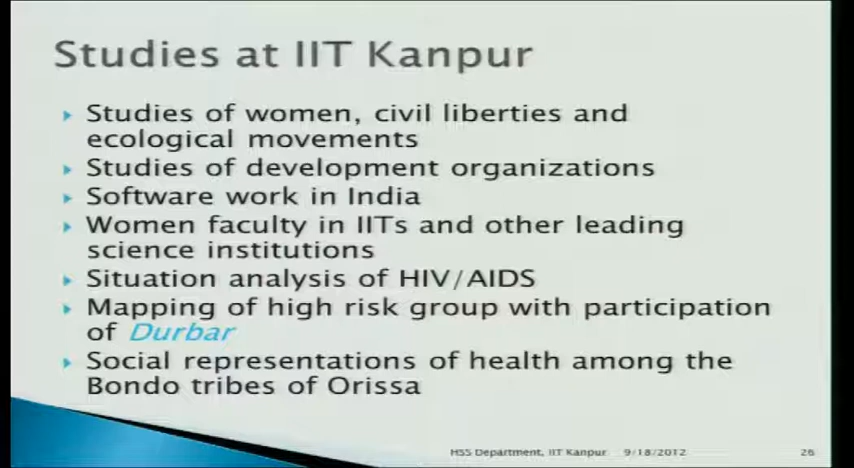 Studies at IIT Kanpur
Studies of women, civil liberties and
ecological movements
Studies of development organizations
Software work in India
Women faculty in IITs and other leading
science institutions
Situation analysis of HIV/AIDS
Mapping of high risk group with participation
of Durbar
Social representations of health among the
Bondo tribes of Orissa
HSS Department, IIT Kanpur 9/18/2012 26